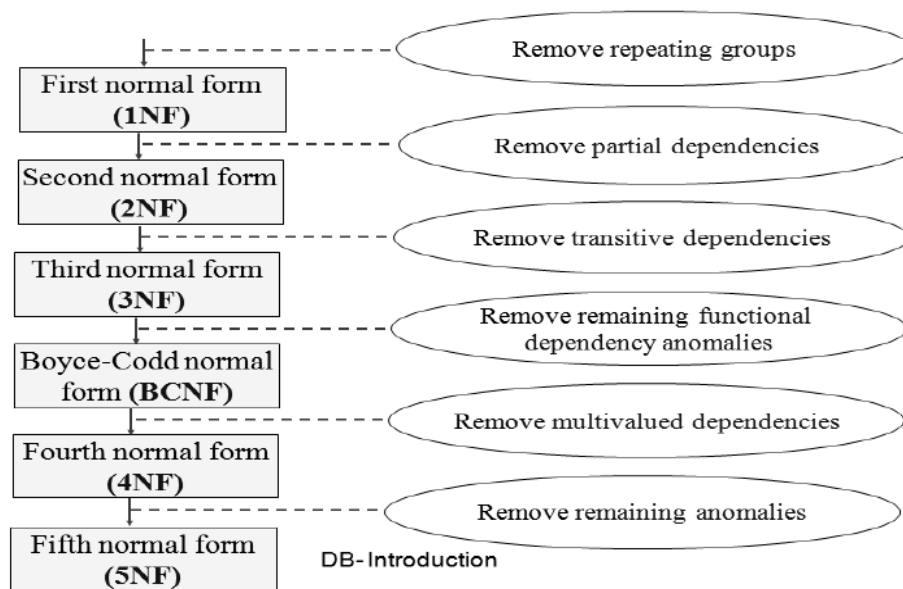 Remove repeating groups
First normal form
(1NF)
Remove partial dependencies
Second normal form
(2NF)
Remove transitive dependencies
Third normal form
(3NF)
Remove remaining functional
dependency anomalies
Boyce-Codd normal
form (BCNF)
Remove multivalued dependencies
Fourth normal form
(4NF)
Remove remaining anomalies
Fifth normal form
(5NF)
DB-Introduction